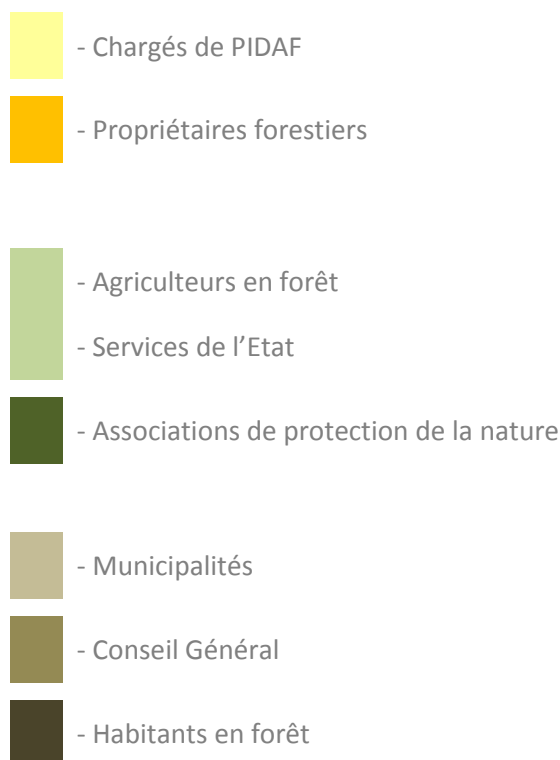 - Chargés de PIDAF
- Propriétaires forestiers
- Agriculteurs en forêt
- Services de l’Etat
- Associations de protection de la nature
- Municipalités
- Conseil Général
- Habitants en forêt